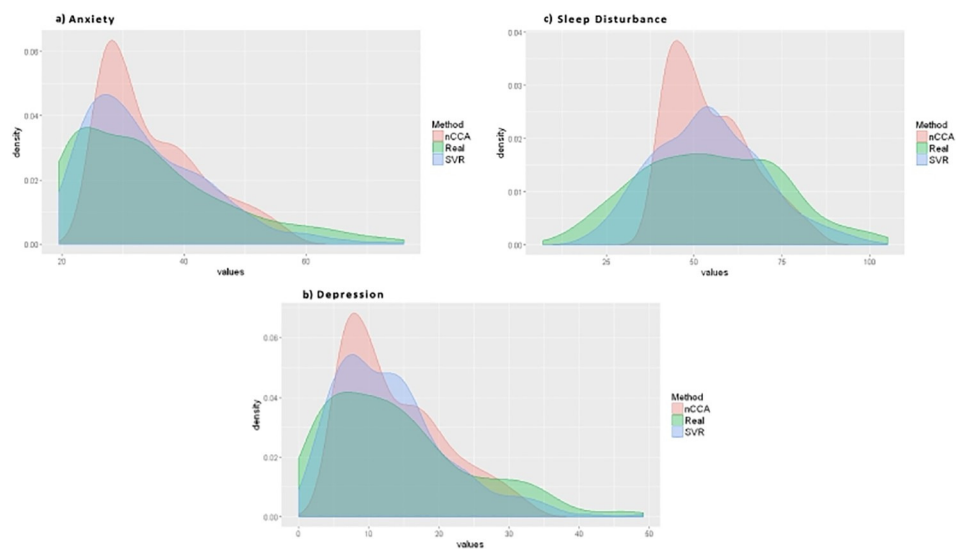 a) Anxiety
density
0.06
0.04
0.02
0.00
20
40
60
values
Method
nCCA
Real
SVR
c) Sleep Disturbance
density
0.04
0.03
0.02
0.01
0.00
25
50
75
100
values
Method
nCCA
Real
SVR
b) Depression
density
0.06
0.04
0.02
0.00
0
10
20
30
40
50
values
Method
nCCA
Real
SVR